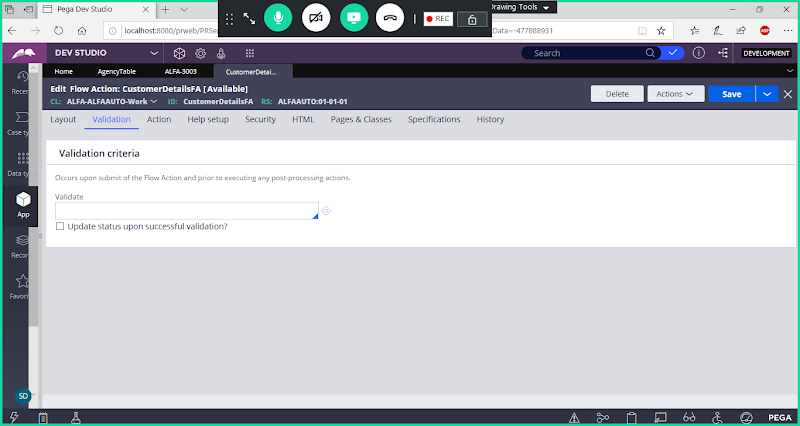 Pega Dev Studio
Drawing Tools
REC
localhost:8080/prweb/PRSe
Data=-477888931
ABP
DEV STUDIO
Search
DEVELOPMENT
Home AgencyTable ALFA-3003 CustomerDetai...
Edit Flow Action: CustomerDetailsFA [Available]
CL: ALFA-ALFAAUTO-Work ID: CustomerDetailsFA RS: ALFAAUTO:01-01-01
Delete Actions Save
Layout Validation Action Help setup Security HTML Pages & Classes Specifications History
Recen
Case type
Data typ
App
Recor
Favorit
Validation criteria
Occurs upon submit of the Flow Action and prior to executing any post-processing actions.
Validate
Update status upon successful validation?
SD
PEGA